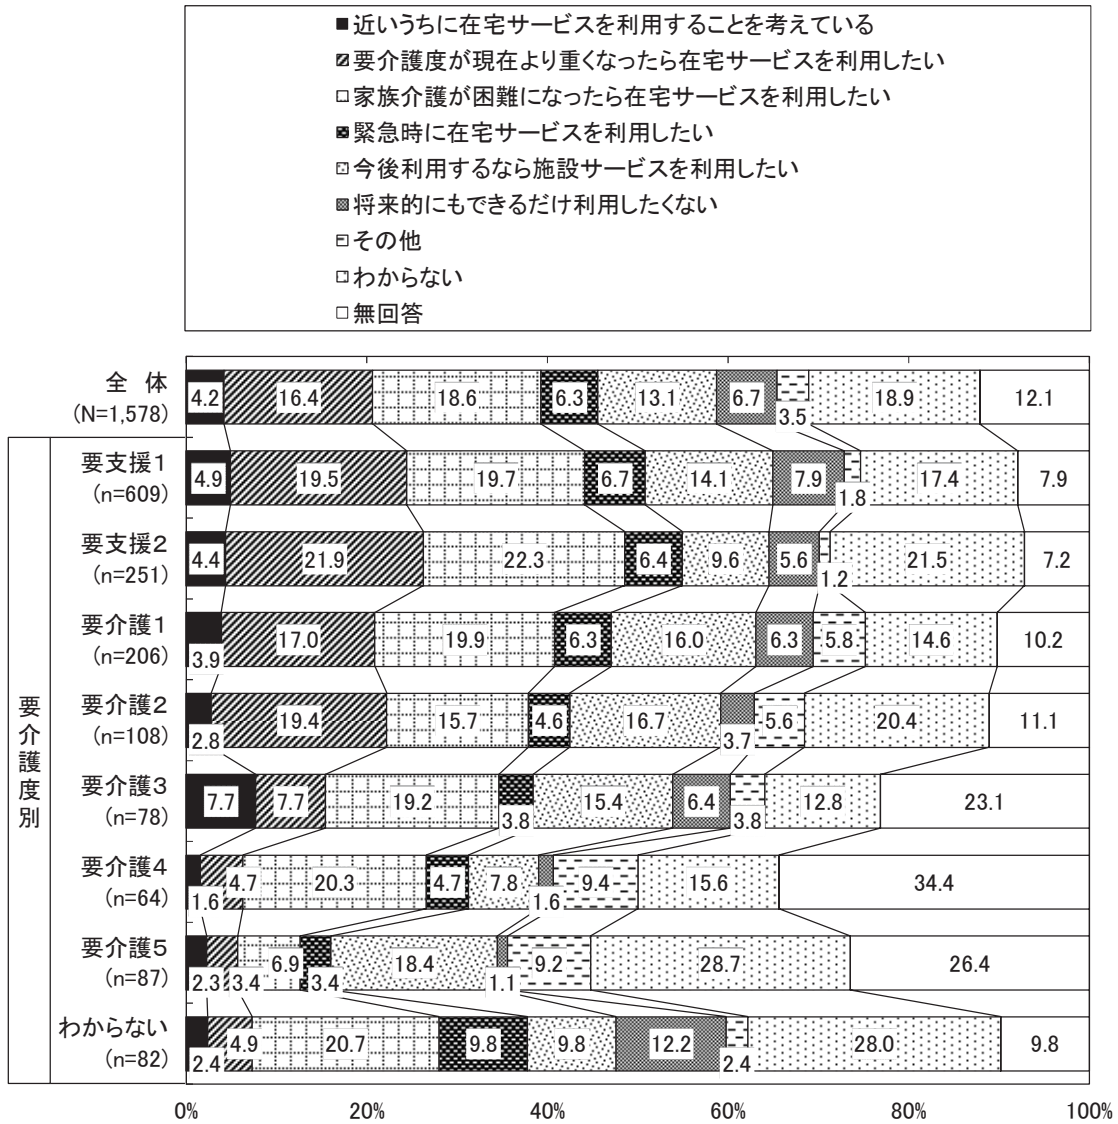 ■近いうちに在宅サービスを利用することを考えている
要介護度が現在より重くなったら在宅サービスを利用したい
家族介護が困難になったら在宅サービスを利用したい
緊急時に在宅サービスを利用したい
今後利用するなら施設サービスを利用したい
将来的にもできるだけ利用したくない
その他
わからない
□無回答
全 体
(N=1,578)
4.2 16.4 18.6 6.3 13.1 6.7 3.5 18.9 12.1
要介護度別
要支援1
(n=609)
4.9 19.5 19.7 6.7 14.1 7.9 1.8 17.4 7.9
要支援2
(n=251)
4.4 21.9 22.3 6.4 9.6 5.6 1.2 21.5 7.2
要介護1
(n=206)
3.9 17.0 19.9 6.3 16.0 6.3 5.8 14.6 10.2
要介護2
(n=108)
2.8 19.4 15.7 4.6 16.7 3.7 5.6 20.4 11.1
要介護3
(n=78)
7.7 7.7 19.2 3.8 15.4 6.4 3.8 12.8 23.1
要介護4
(n=64)
1.6 4.7 20.3 4.7 7.8 1.6 9.4 15.6 34.4
要介護5
(n=87)
2.3 3.4 6.9 3.4 18.4 1.1 9.2 28.7 26.4
わからない
(n=82)
2.4 4.9 20.7 9.8 9.8 12.2 2.4 28.0 9.8
0% 20% 40% 60% 80% 100%